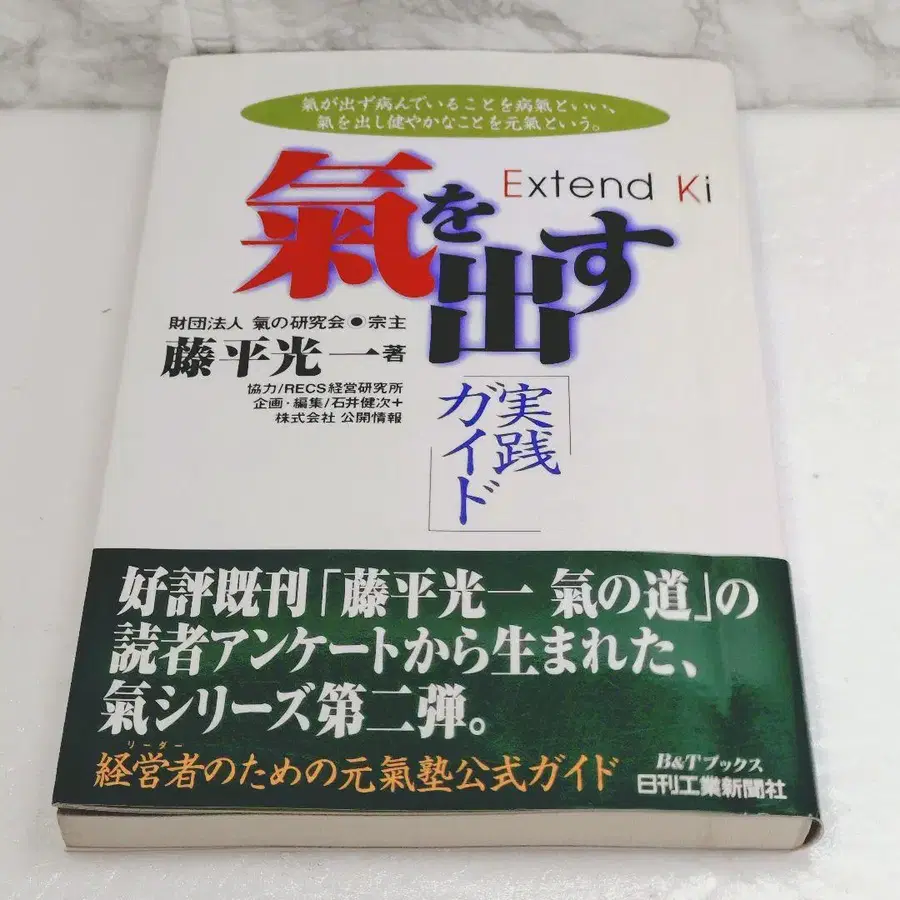 氣が出ず病んでいることを病氣といい、
氣を出し健やかなことを元氣という。
Extend Ki
氣を出す
「実践
ガイド」
財団法人 氣の研究会●宗主
藤平光一著
協力/RECS経営研究所
企画・編集/石井健次+
株式会社 公開情報
好評既刊「藤平光一 氣の道」の
読者アンケートから生まれた、
氣シリーズ第二弾。
リーダー
経営者のための元氣塾公式ガイド
B&Tブックス
日刊工業新聞社